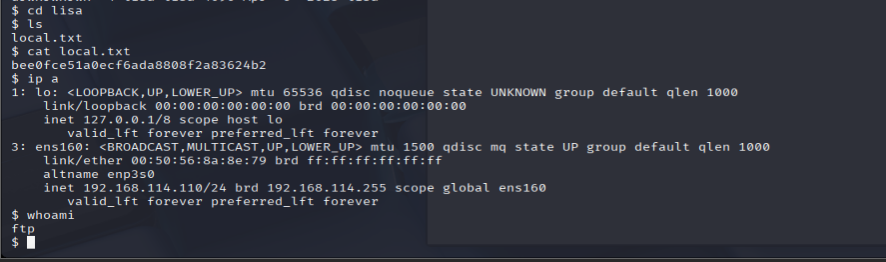 $ cd lisa
$ ls
local.txt
$ cat local.txt
bee0fce51a0ecf6ada8808f2a83624b2
$ ip a
1: lo: <LOOPBACK,UP,LOWER_UP> mtu 65536 qdisc noqueue state UNKNOWN group default qlen 1000
    link/loopback 00:00:00:00:00:00 brd 00:00:00:00:00:00
    inet 127.0.0.1/8 scope host lo
       valid_lft forever preferred_lft forever
3: ens160: <BROADCAST,MULTICAST,UP,LOWER_UP> mtu 1500 qdisc mq state UP group default qlen 1000
    link/ether 00:50:56:8a:8e:79 brd ff:ff:ff:ff:ff:ff
    altname enp3s0
    inet 192.168.114.110/24 brd 192.168.114.255 scope global ens160
       valid_lft forever preferred_lft forever
$ whoami
ftp
$